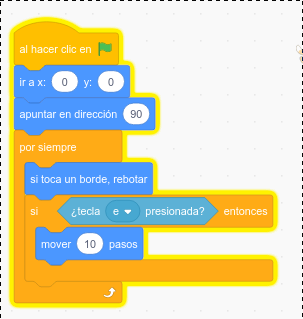 al hacer clic en
ir a x: 0 y: 0
apuntar en dirección 90
por siempre
si toca un borde, rebotar
si ¿tecla e presionada? entonces
mover 10 pasos